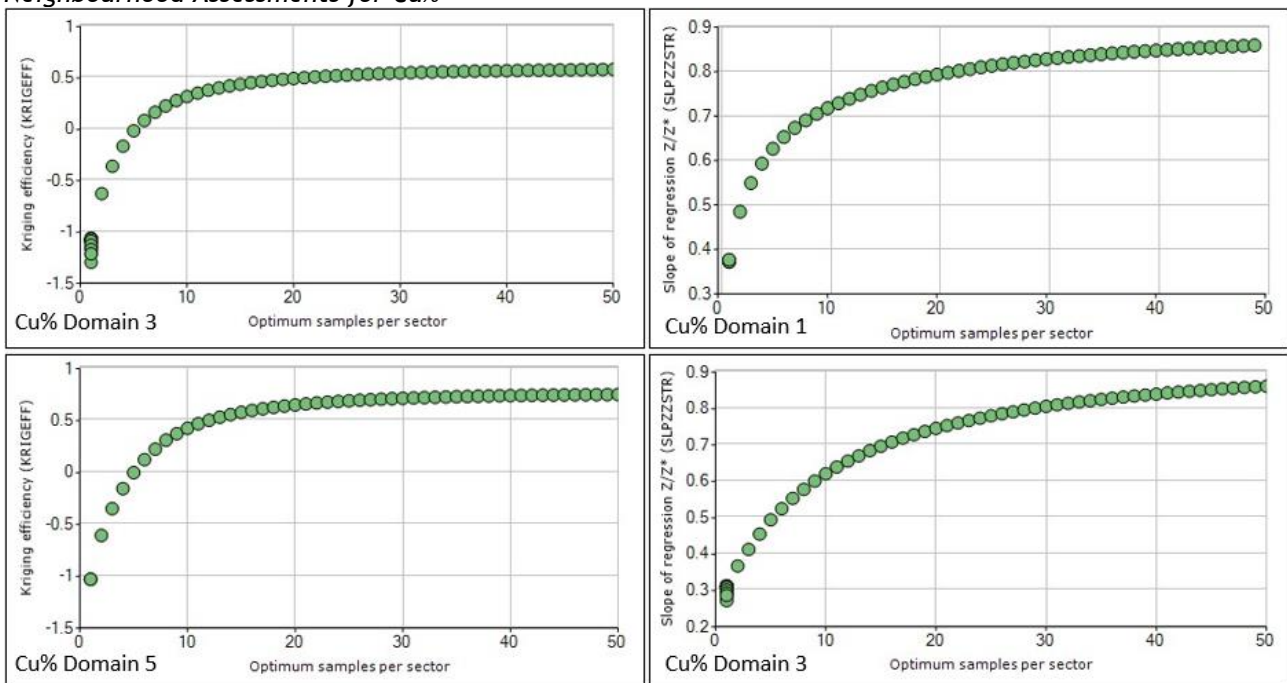 Neighbourhood Assessments for Cu%
1
0.5
0
-0.5
-1
-1.5
Kriging efficiency (KRIGEFF)
0 10 20 30 40 50
Cu% Domain 3 Optimum samples per sector
0.9
0.8
0.7
0.6
0.5
0.4
0.3
Slope of regression Z/Z* (SLPZZSTR)
0 10 20 30 40 50
Cu% Domain 1 Optimum samples per sector
1
0.5
0
-0.5
-1
-1.5
Kriging efficiency (KRIGEFF)
0 10 20 30 40 50
Cu% Domain 5 Optimum samples per sector
0.9
0.8
0.7
0.6
0.5
0.4
0.3
0.2
Slope of regression Z/Z* (SLPZZSTR)
0 10 20 30 40 50
Cu% Domain 3 Optimum samples per sector